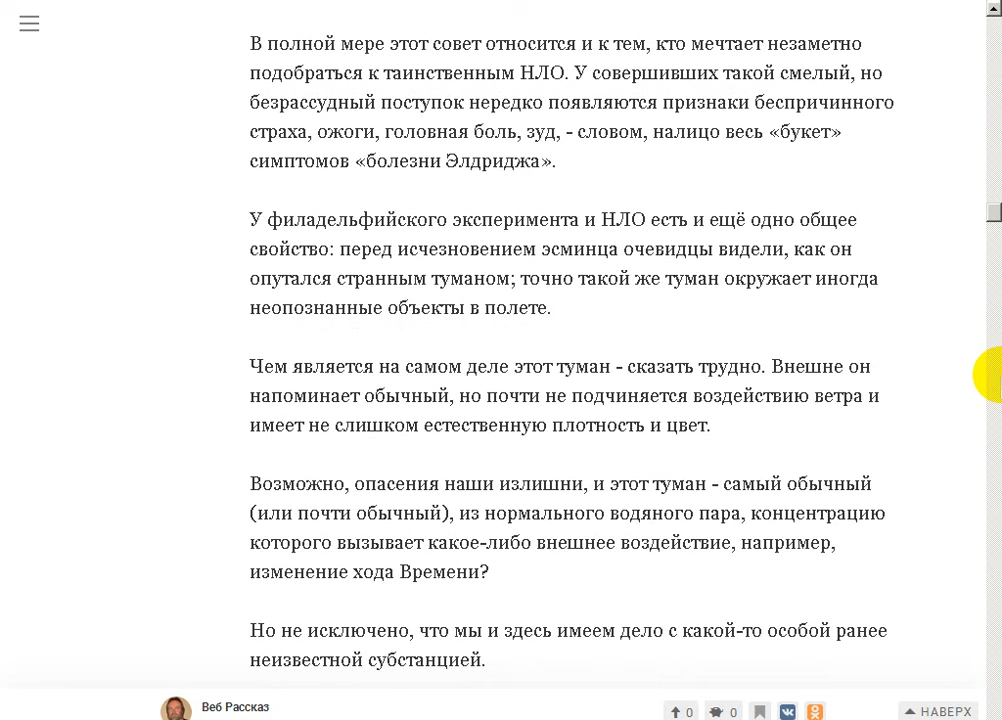 В полной мере этот совет относится и к тем, кто мечтает незаметно
подобраться к таинственным НЛО. У совершивших такой смелый, но
безрассудный поступок нередко появляются признаки беспричинного
страха, ожоги, головная боль, зуд, - словом, налицо весь «букет»
симптомов «болезни Элдриджа».
У филадельфийского эксперимента и НЛО есть и ещё одно общее
свойство: перед исчезновением эсминца очевидцы видели, как он
опутался странным туманом; точно такой же туман окружает иногда
неопознанные объекты в полете.
Чем является на самом деле этот туман - сказать трудно. Внешне он
напоминает обычный, но почти не подчиняется воздействию ветра и
имеет не слишком естественную плотность и цвет.
Возможно, опасения наши излишни, и этот туман - самый обычный
(или почти обычный), из нормального водяного пара, концентрацию
которого вызывает какое-либо внешнее воздействие, например,
изменение хода Времени?
Но не исключено, что мы и здесь имеем дело с какой-то особой ранее
неизвестной субстанцией.
Веб Рассказ
0 0 НАВЕРХ